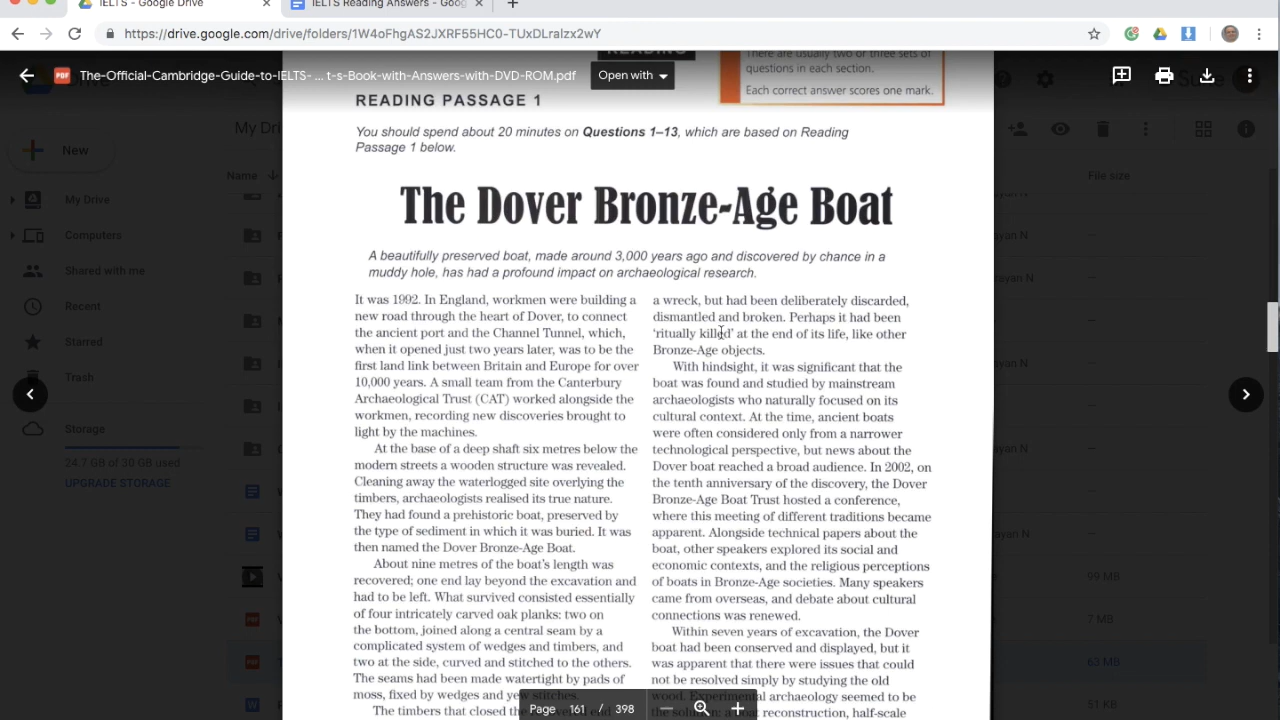 IELTS - Google Drive
IELTS Reading Answers - Goog
https://drive.google.com/drive/folders/1W4oFhgAS2JXRF55HC0-TUxDLraIzx2wY
The-Official-Cambridge-Guide-to-IELTS- ... t-s-Book-with-Answers-with-DVD-ROM.pdf
Open with
READING
There are usually two or three sets of
questions in each section.
Each correct answer scores one mark.
My Dri
New
Name
File size
My Drive
Computers
Shared with me
Recent
Starred
Trash
Storage
24.7 GB of 30 GB used
UPGRADE STORAGE
99 MB
7 MB
63 MB
51 KB
READING PASSAGE 1
You should spend about 20 minutes on Questions 1–13, which are based on Reading
Passage 1 below.
The Dover Bronze-Age Boat
A beautifully preserved boat, made around 3,000 years ago and discovered by chance in a
muddy hole, has had a profound impact on archaeological research.
It was 1992. In England, workmen were building a
new road through the heart of Dover, to connect
the ancient port and the Channel Tunnel, which,
when it opened just two years later, was to be the
first land link between Britain and Europe for over
10,000 years. A small team from the Canterbury
Archaeological Trust (CAT) worked alongside the
workmen, recording new discoveries brought to
light by the machines.
At the base of a deep shaft six metres below the
modern streets a wooden structure was revealed.
Cleaning away the waterlogged site overlying the
timbers, archaeologists realised its true nature.
They had found a prehistoric boat, preserved by
the type of sediment in which it was buried. It was
then named the Dover Bronze-Age Boat.
About nine metres of the boat's length was
recovered; one end lay beyond the excavation and
had to be left. What survived consisted essentially
of four intricately carved oak planks: two on
the bottom, joined along a central seam by a
complicated system of wedges and timbers, and
two at the side, curved and stitched to the others.
The seams had been made watertight by pads of
moss, fixed by wedges and yew stitches.
The timbers that closed the recovered end
a wreck, but had been deliberately discarded,
dismantled and broken. Perhaps it had been
'ritually killed' at the end of its life, like other
Bronze-Age objects.
With hindsight, it was significant that the
boat was found and studied by mainstream
archaeologists who naturally focused on its
cultural context. At the time, ancient boats
were often considered only from a narrower
technological perspective, but news about the
Dover boat reached a broad audience. In 2002, on
the tenth anniversary of the discovery, the Dover
Bronze-Age Boat Trust hosted a conference,
where this meeting of different traditions became
apparent. Alongside technical papers about the
boat, other speakers explored its social and
economic contexts, and the religious perceptions
of boats in Bronze-Age societies. Many speakers
came from overseas, and debate about cultural
connections was renewed.
Within seven years of excavation, the Dover
boat had been conserved and displayed, but it
was apparent that there were issues that could
not be resolved simply by studying the old
wood. Experimental archaeology seemed to be
the solution: a boat reconstruction, half-scale
Page 161 / 398